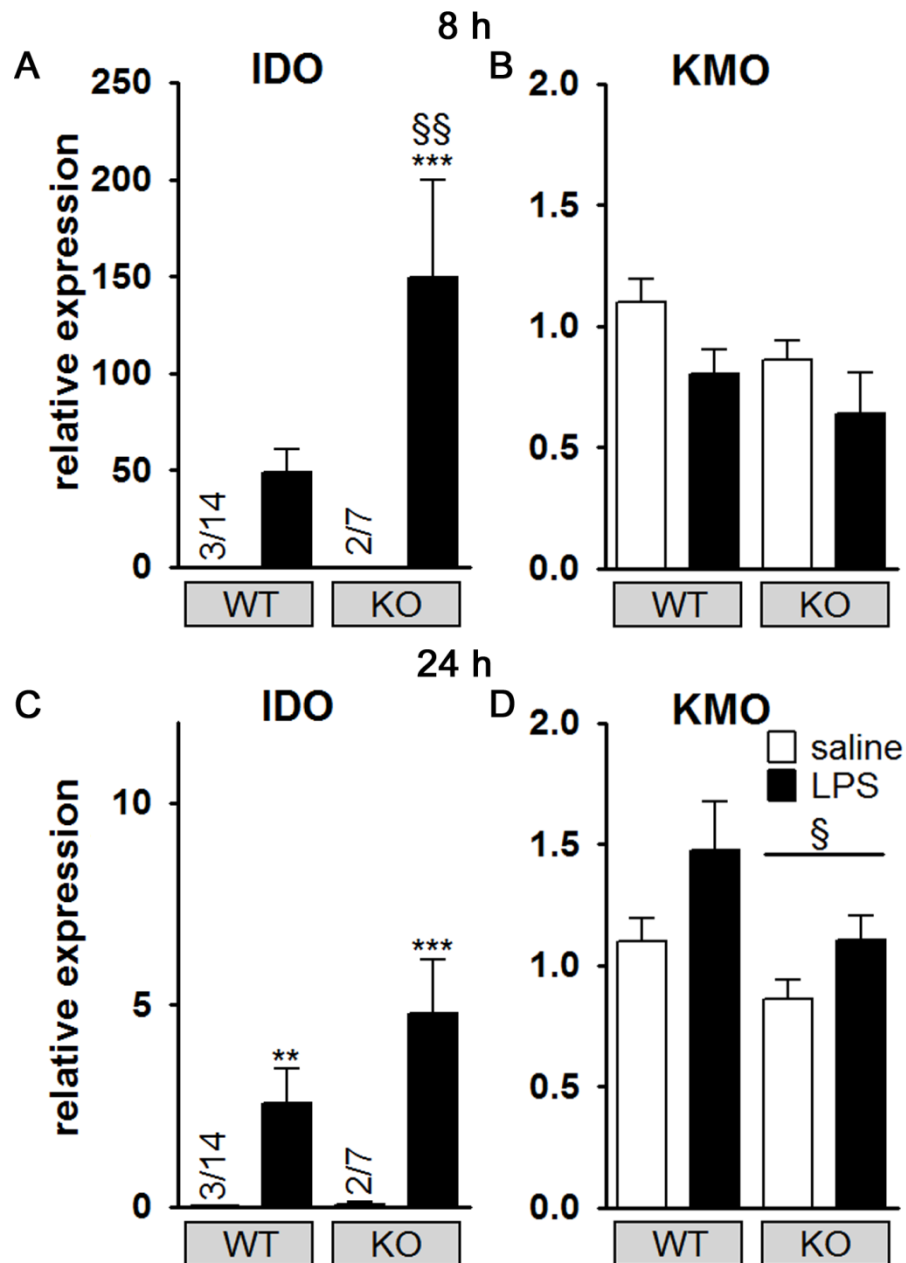 8 h
A IDO
250
200
150
100
50
0
relative expression
§§
***
3/14
2/7
WT KO
B KMO
2.0
1.5
1.0
0.5
0.0
WT KO
24 h
C IDO
10
5
0
relative expression
**
***
3/14
2/7
WT KO
D KMO
2.0
1.5
1.0
0.5
0.0
saline
LPS
§
WT KO